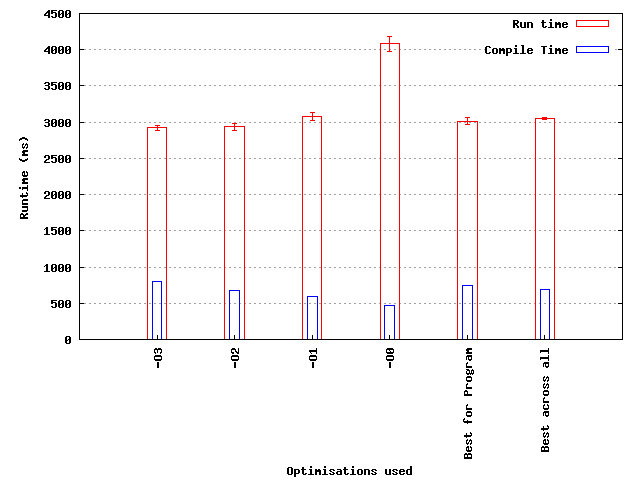 4500
4000
3500
3000
2500
2000
1500
1000
500
0
Runtime (ms)
Run time
Compile Time
-O3
-O2
-O1
-O0
Best for Program
Best across all
Optimisations used